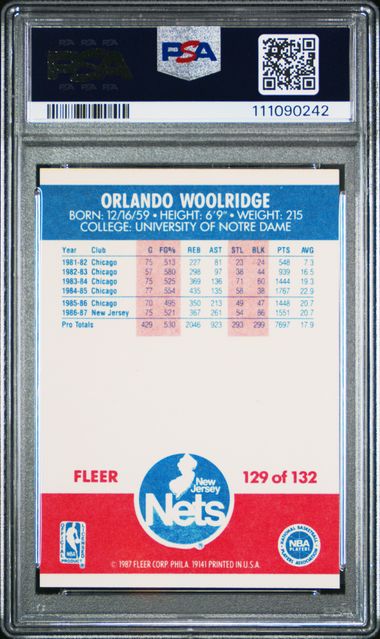 PSA
PSA
111090242
ORLANDO WOOLRIDGE
BORN: 12/16/59 • HEIGHT: 6'9" • WEIGHT: 215
COLLEGE: UNIVERSITY OF NOTRE DAME
Year Club G FG% REB AST STL BLK PTS AVG
1981-82 Chicago 75 .513 227 81 23 24 548 7.3
1982-83 Chicago 57 .580 298 97 38 44 939 16.5
1983-84 Chicago 75 .525 369 136 71 60 1444 19.3
1984-85 Chicago 77 .554 435 135 58 38 1767 22.9
1985-86 Chicago 70 .495 350 213 49 47 1448 20.7
1986-87 New Jersey 75 .521 367 261 54 86 1551 20.7
Pro Totals 429 .530 2046 923 293 299 7697 17.9
FLEER 129 of 132
New
Jersey
Nets
NBA
NBA
PLAYERS
NATIONAL BASKETBALL PLAYERS ASSOCIATION
© 1987 FLEER CORP. PHILA. 19141 PRINTED IN U.S.A.